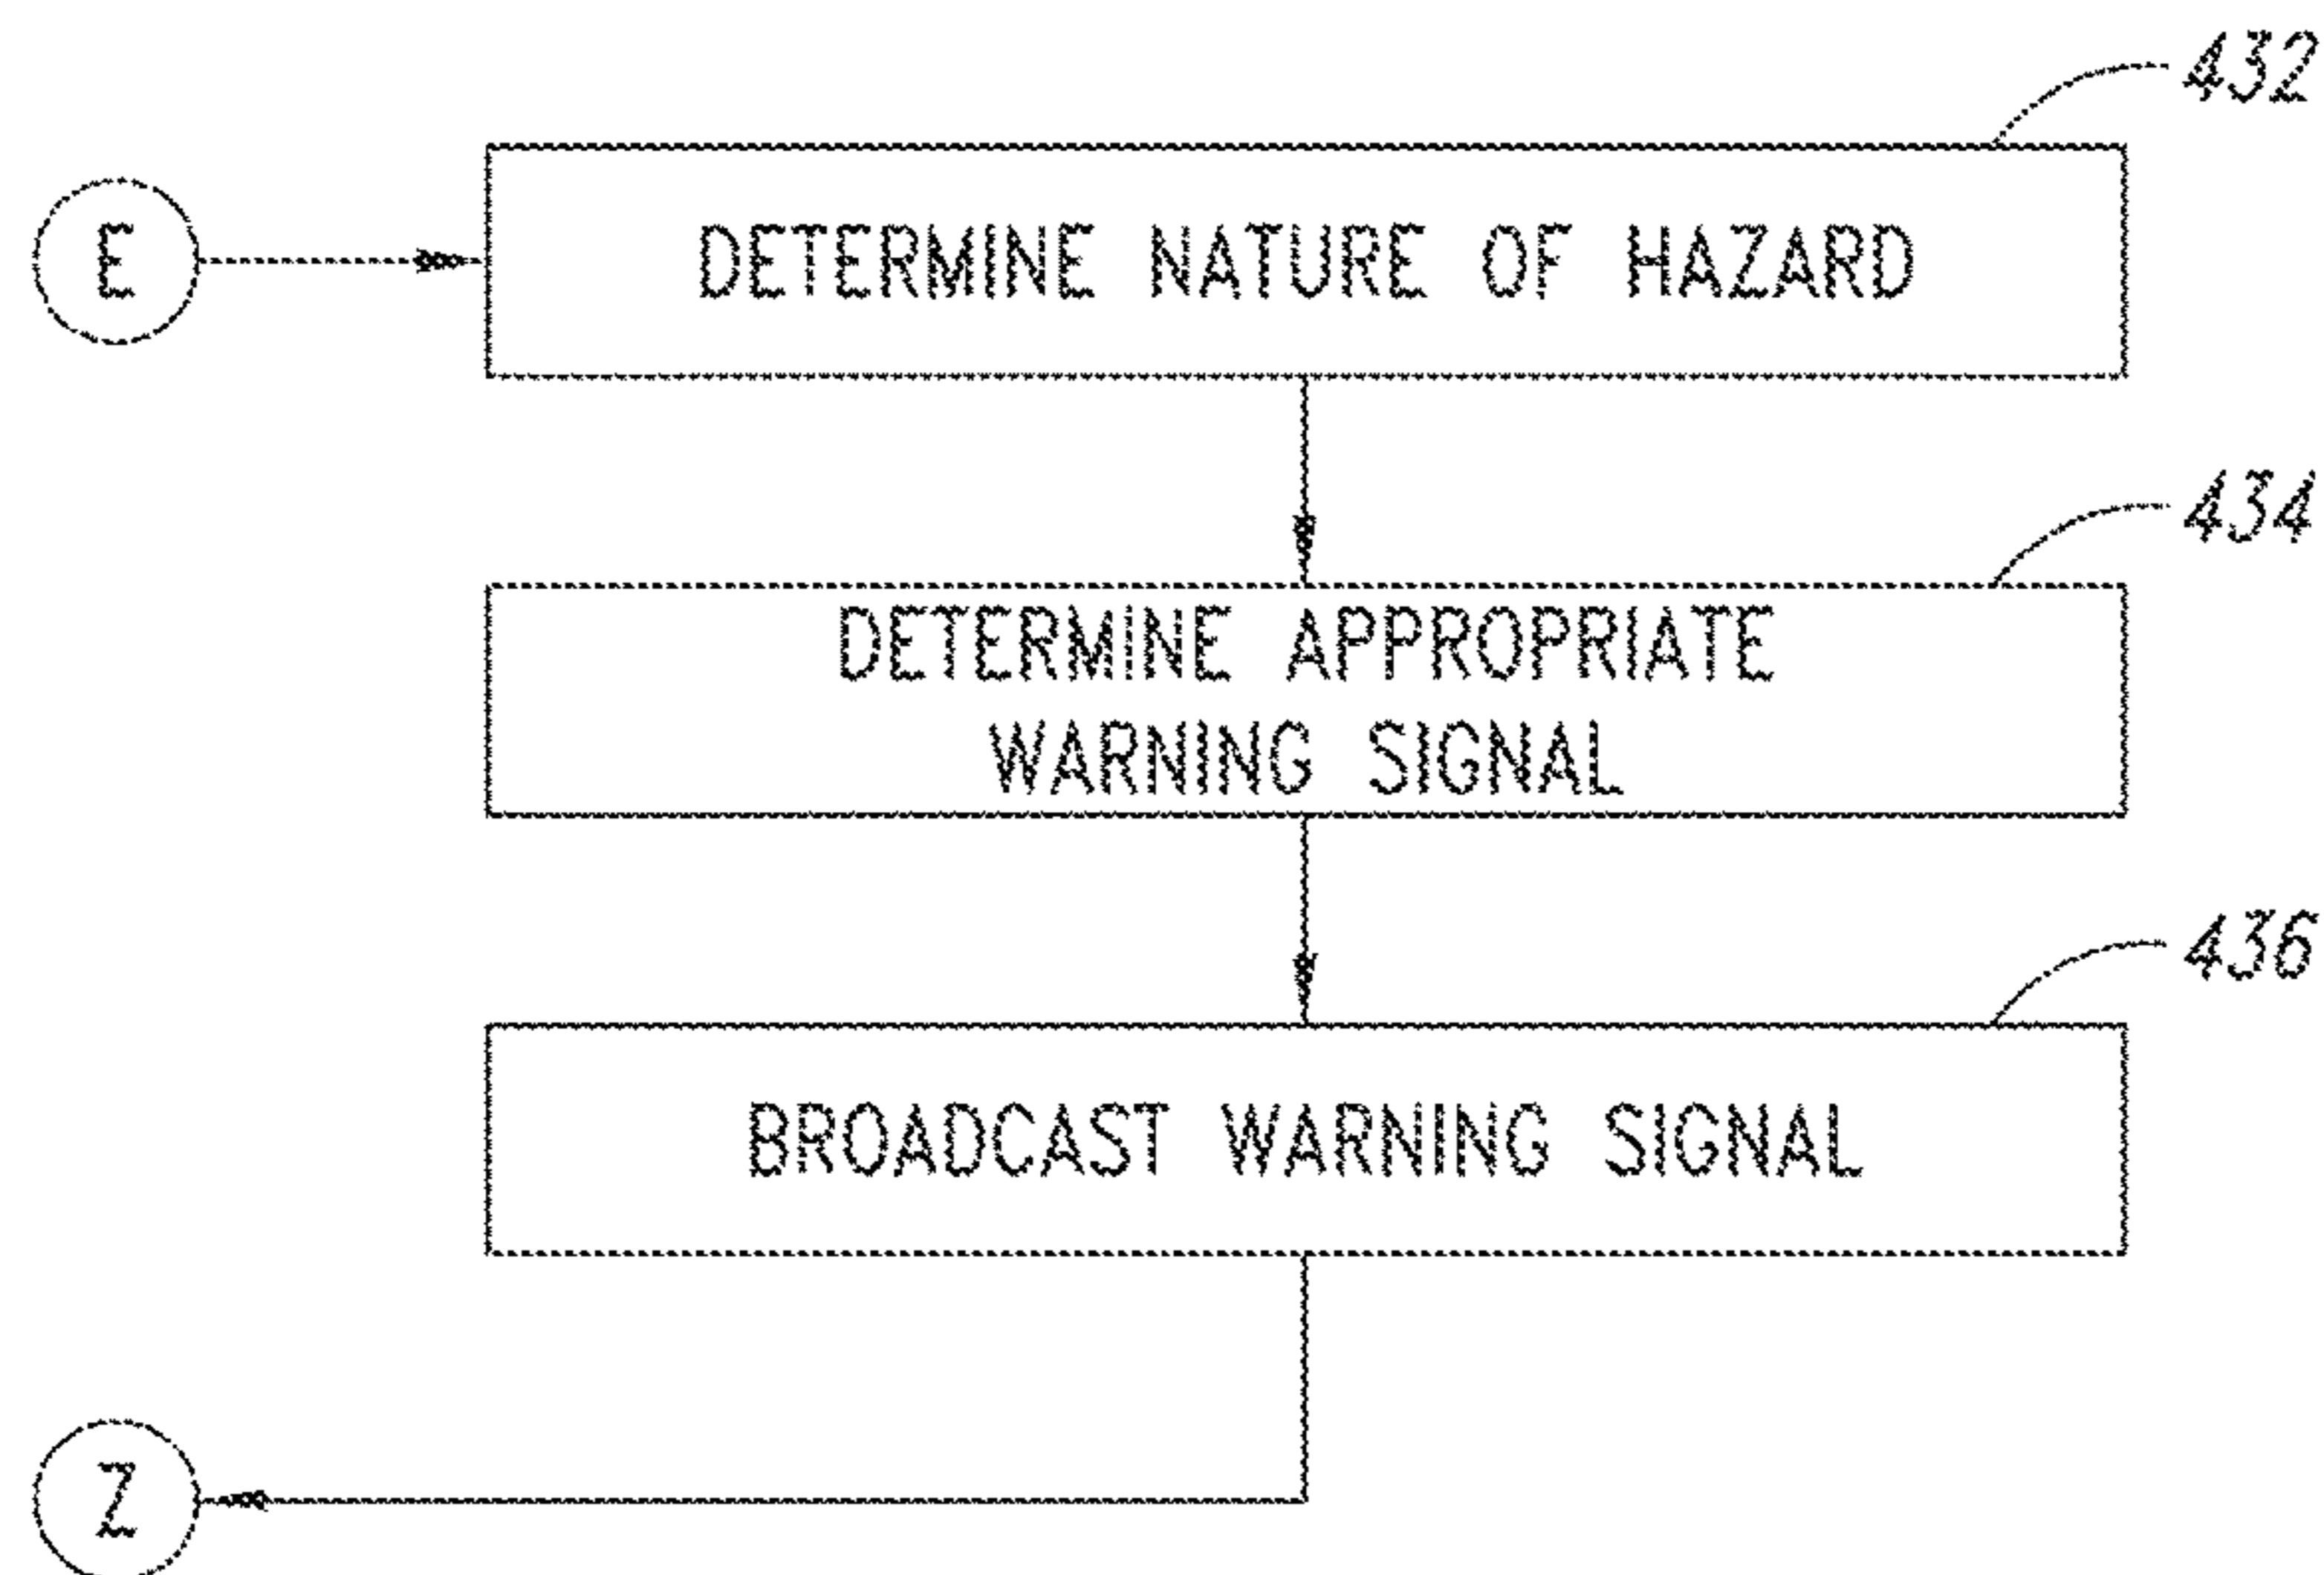 432
E
DETERMINE NATURE OF HAZARD
434
DETERMINE APPROPRIATE
WARNING SIGNAL
436
BROADCAST WARNING SIGNAL
Z